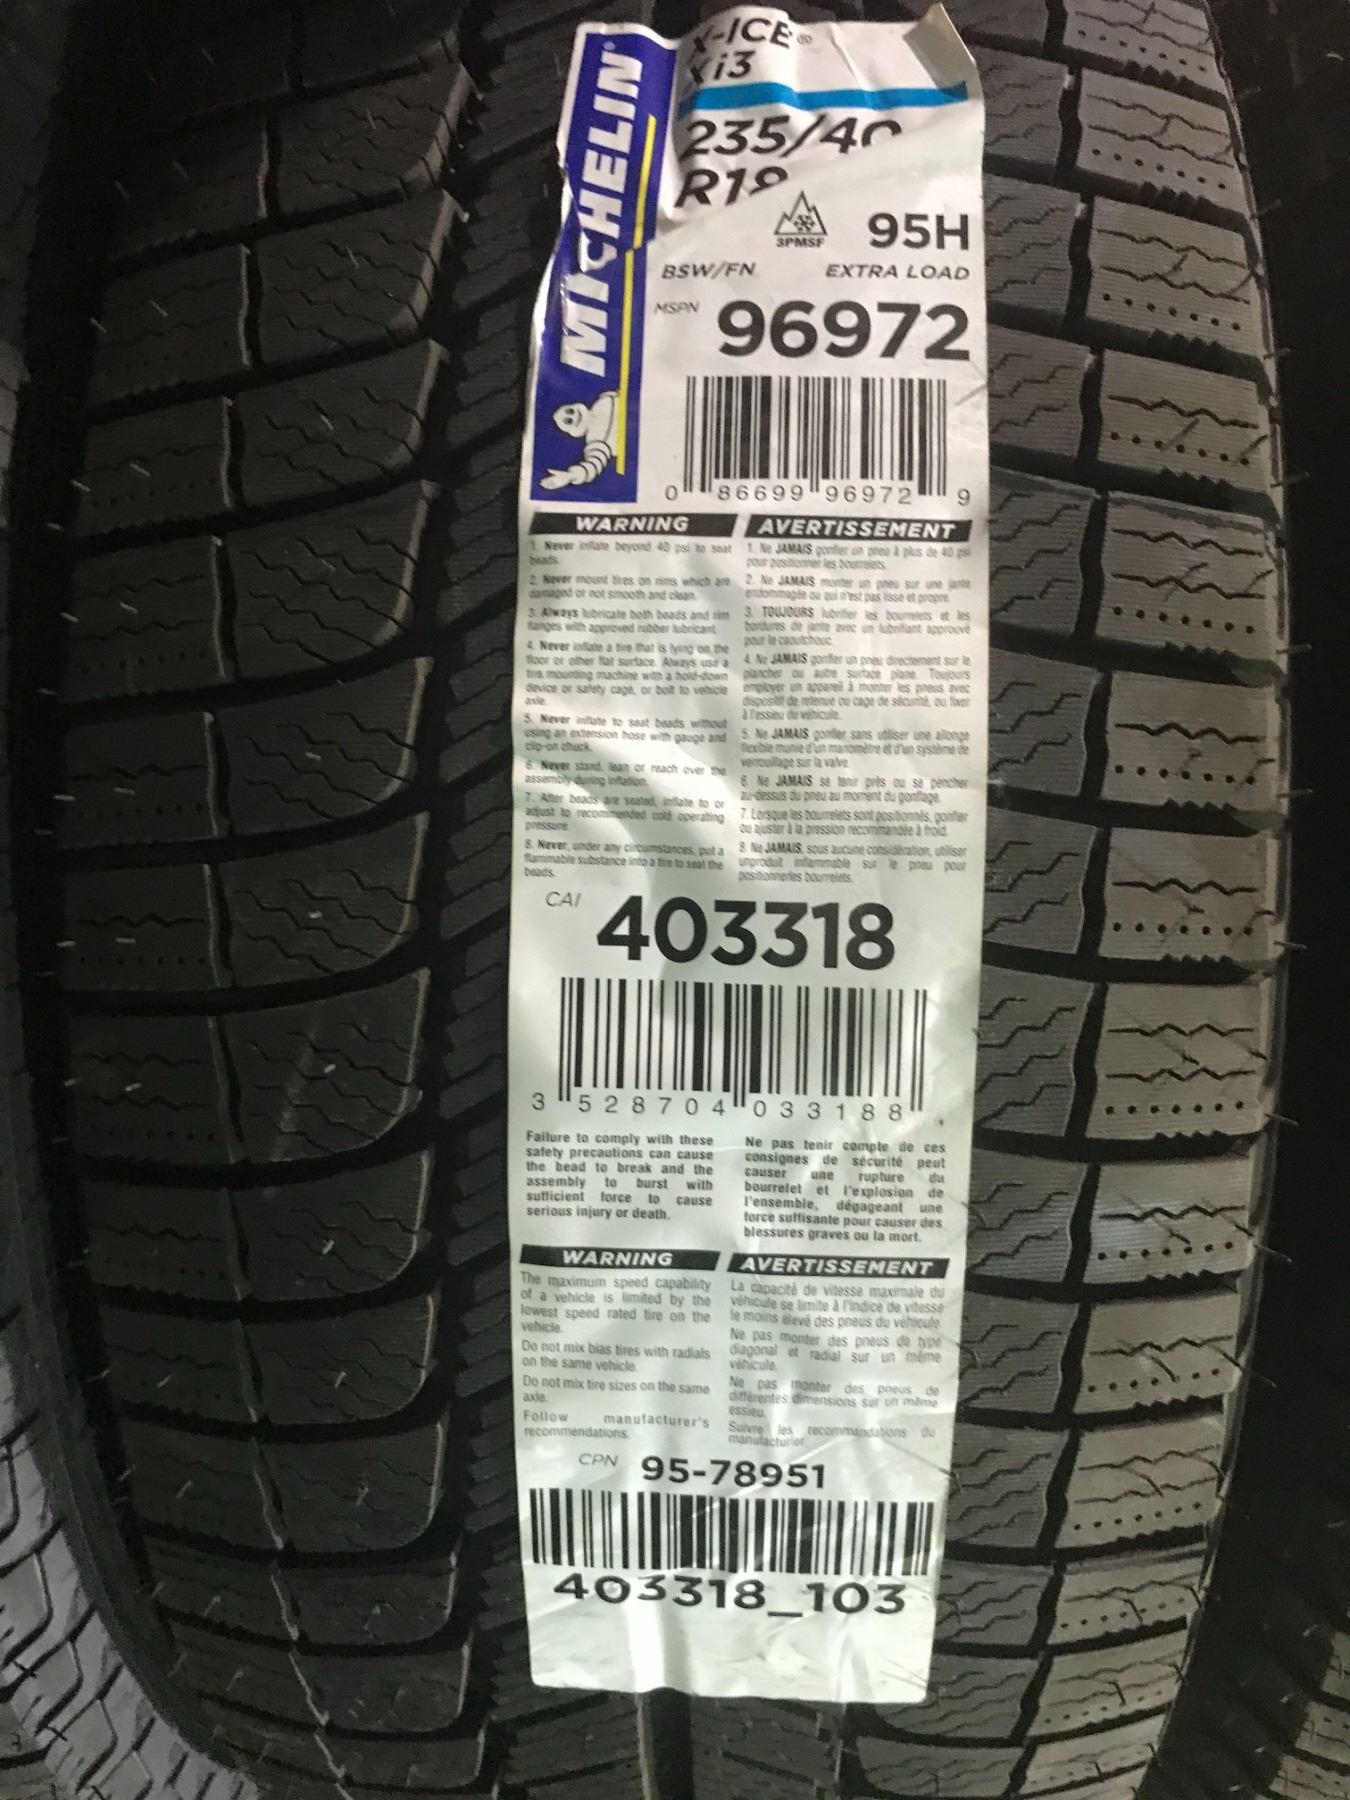 MICHELIN
X-ICE®
Xi3
235/40
R18
3PMSF
95H
BSW/FN
EXTRA LOAD
MSPN 96972
0 86699 96972 9
WARNING
1. Never inflate beyond 40 psi to seat
beads.
2. Never mount tires on rims which are
damaged or not smooth and clean.
3. Always lubricate both beads and rim
flanges with approved rubber lubricant.
4. Never inflate a tire that is lying on the
floor or other flat surface. Always use a
tire mounting machine with a hold-down
device or safety cage, or bolt to vehicle
axle.
5. Never inflate to seat beads without
using an extension hose with gauge and
clip-on chuck.
6. Never stand, lean or reach over the
assembly during inflation.
7. After beads are seated, inflate to or
adjust to recommended cold operating
pressure.
8. Never, under any circumstances, put a
flammable substance into a tire to seat the
beads.
AVERTISSEMENT
1. Ne JAMAIS gonfler un pneu à plus de 40 psi
pour positionner les bourrelets.
2. Ne JAMAIS monter un pneu sur une jante
endommagée ou qui n'est pas lisse et propre.
3. TOUJOURS lubrifier les bourrelets et les
bordures de jante avec un lubrifiant approuvé
pour le caoutchouc.
4. Ne JAMAIS gonfler un pneu directement sur le
plancher ou autre surface plane. Toujours
employer un appareil à monter les pneus avec
dispositif de retenue ou cage de sécurité, ou fixer
à l'essieu du véhicule.
5. Ne JAMAIS gonfler sans utiliser une allonge
flexible munie d'un manomètre et d'un système de
verrouillage sur la valve.
6. Ne JAMAIS se tenir près ou se pencher
au-dessus du pneu au moment du gonflage.
7. Lorsque les bourrelets sont positionnés, gonfler
ou ajuster à la pression recommandée à froid.
8. Ne JAMAIS, sous aucune considération, utiliser
unproduit inflammable sur le pneu pour
positionnerles bourrelets.
CAI 403318
3 528704 033188
Failure to comply with these
safety precautions can cause
the bead to break and the
assembly to burst with
sufficient force to cause
serious injury or death.
Ne pas tenir compte de ces
consignes de sécurité peut
causer une rupture du
bourrelet et l'explosion de
l'ensemble, dégageant une
force suffisante pour causer des
blessures graves ou la mort.
WARNING
The maximum speed capability
of a vehicle is limited by the
lowest speed rated tire on the
vehicle.
Do not mix bias tires with radials
on the same vehicle.
Do not mix tire sizes on the same
axle.
Follow manufacturer's
recommendations.
AVERTISSEMENT
La capacité de vitesse maximale du
véhicule se limite à l'indice de vitesse
le moins élevé des pneus du véhicule.
Ne pas monter des pneus de type
diagonal et radial sur un même
véhicule.
Ne pas monter des pneus de
différentes dimensions sur un même
essieu.
Suivre les recommandations du
manufacturier.
CPN 95-78951
403318_103